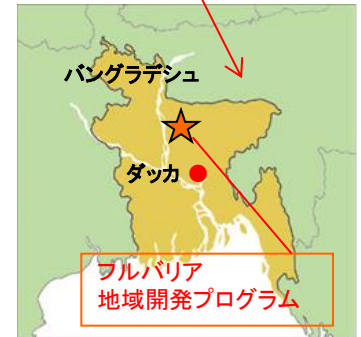 バングラデシュ
ダッカ
フルバリア
地域開発プログラム